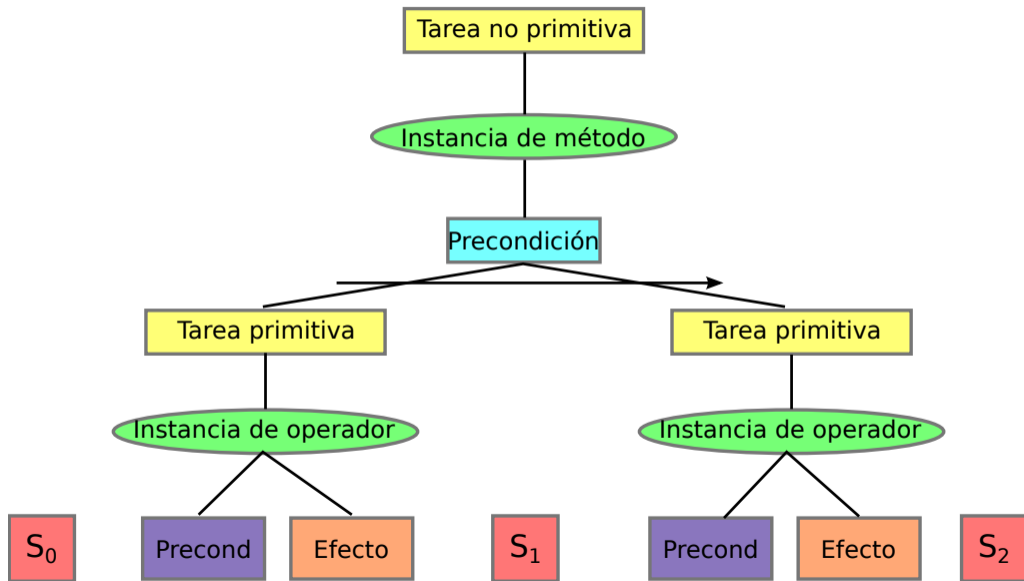 Tarea no primitiva
Instancia de método
Precondición
Tarea primitiva
Tarea primitiva
Instancia de operador
Instancia de operador
S₀
Precond
Efecto
S₁
Precond
Efecto
S₂